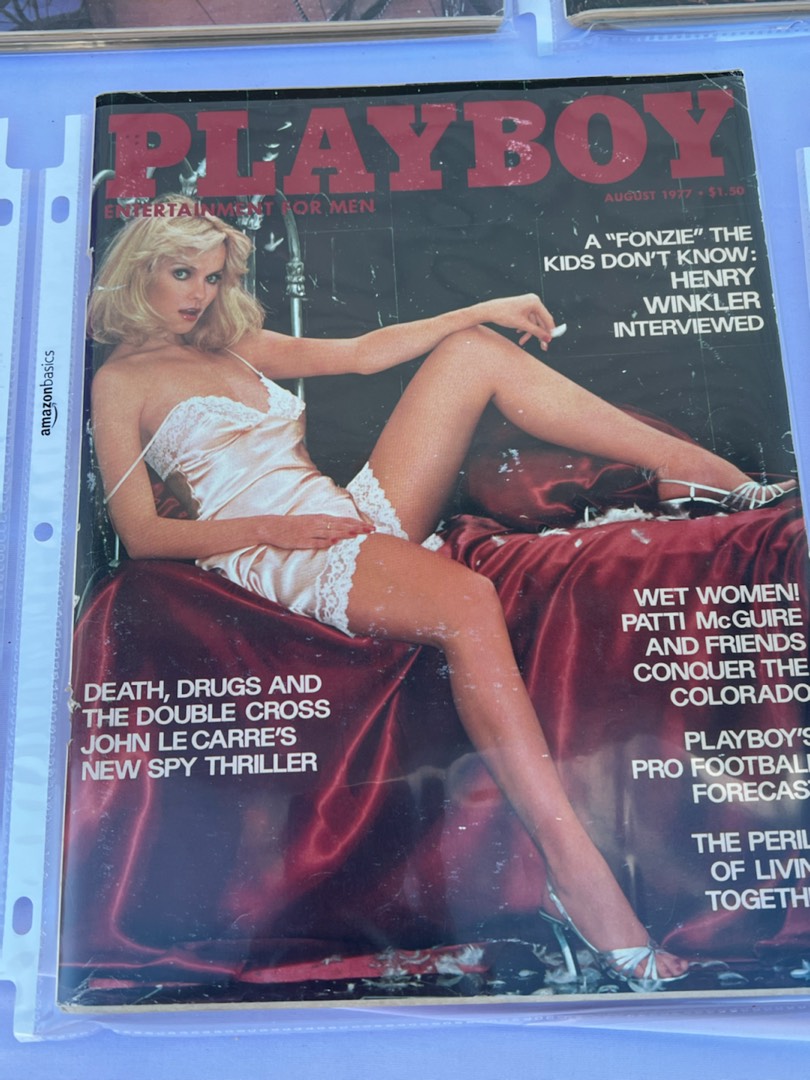 amazonbasics
PLAYBOY
ENTERTAINMENT FOR MEN
AUGUST 1977 • $1.50
A "FONZIE" THE
KIDS DON'T KNOW:
HENRY
WINKLER
INTERVIEWED
WET WOMEN!
PATTI McGUIRE
AND FRIENDS
CONQUER THE
COLORADO
DEATH, DRUGS AND
THE DOUBLE CROSS
JOHN LE CARRE'S
NEW SPY THRILLER
PLAYBOY'S
PRO FOOTBALL
FORECAS
THE PERIL
OF LIVIN
TOGETH